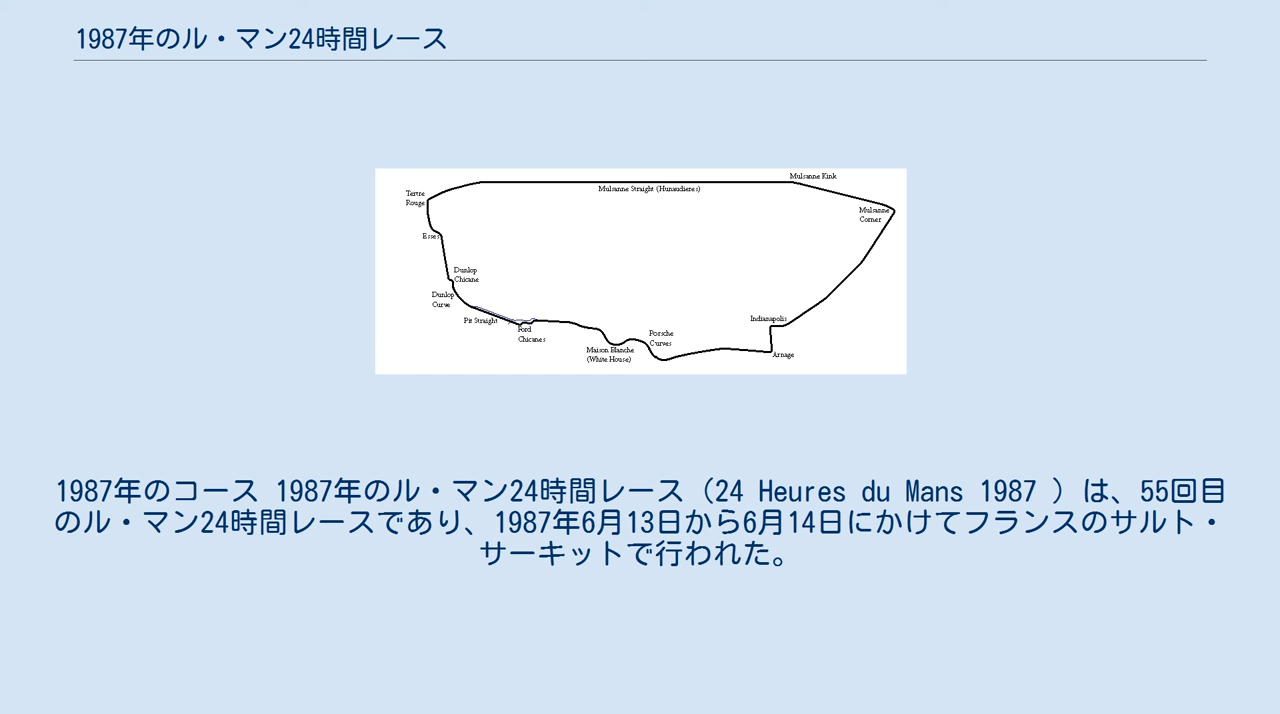 1987年のル・マン24時間レース
Mulsanne Kink
Mulsanne Straight (Hunaudieres)
Tertre
Rouge
Mulsanne
Corner
Esses
Dunlop
Chicane
Dunlop
Curve
Pit Straight
Ford
Chicanes
Indianapolis
Porsche
Curves
Maison Blanche
(White House)
Arnage
1987年のコース 1987年のル・マン24時間レース（24 Heures du Mans 1987 ）は、55回目
のル・マン24時間レースであり、1987年6月13日から6月14日にかけてフランスのサルト・
サーキットで行われた。